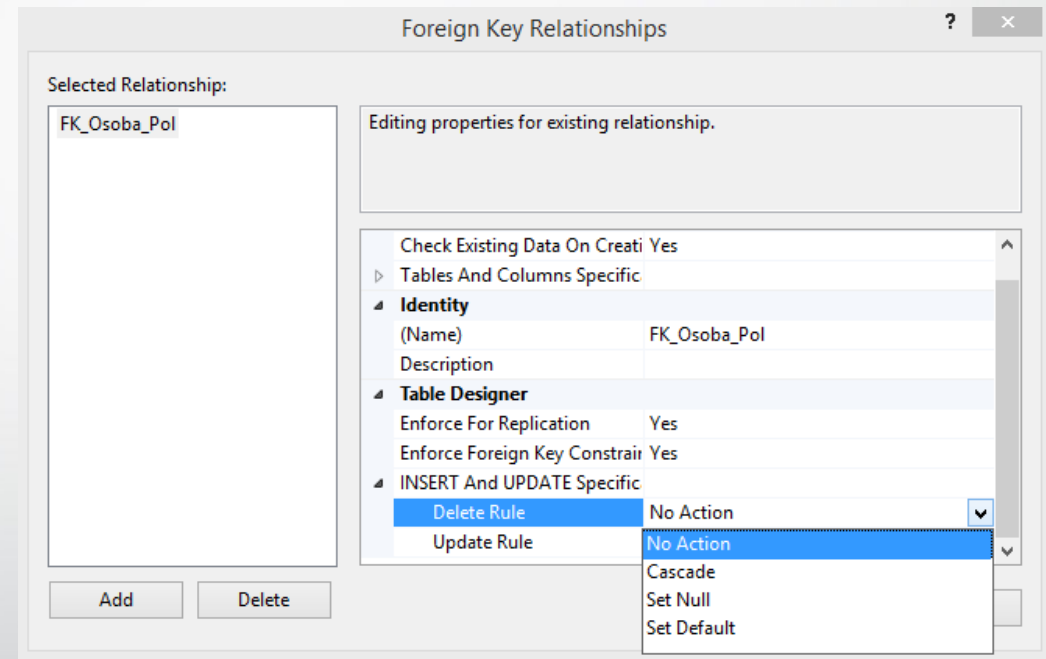 Foreign Key Relationships
?
Selected Relationship:
FK_Osoba_Pol
Editing properties for existing relationship.
Check Existing Data On Creati Yes
Tables And Columns Specific
Identity
(Name) FK_Osoba_Pol
Description
Table Designer
Enforce For Replication Yes
Enforce Foreign Key Constrair Yes
INSERT And UPDATE Specific
Delete Rule No Action
Update Rule No Action
Cascade
Set Null
Set Default
Add Delete